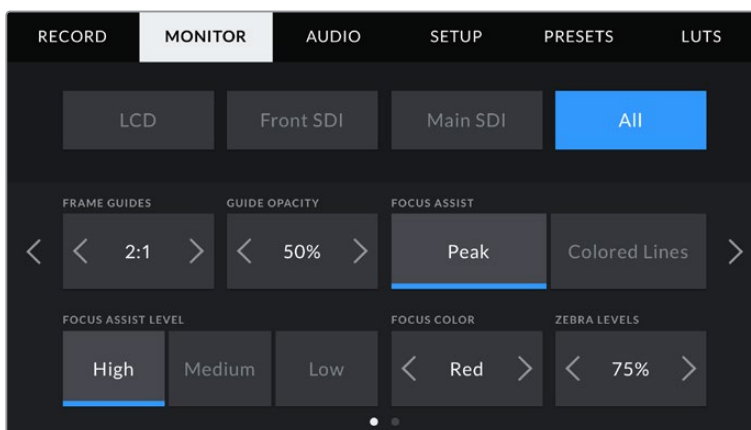 RECORD MONITOR AUDIO SETUP PRESETS LUTS
LCD Front SDI Main SDI All
FRAME GUIDES GUIDE OPACITY FOCUS ASSIST
2:1 50% Peak Colored Lines
FOCUS ASSIST LEVEL FOCUS COLOR ZEBRA LEVELS
High Medium Low Red 75%